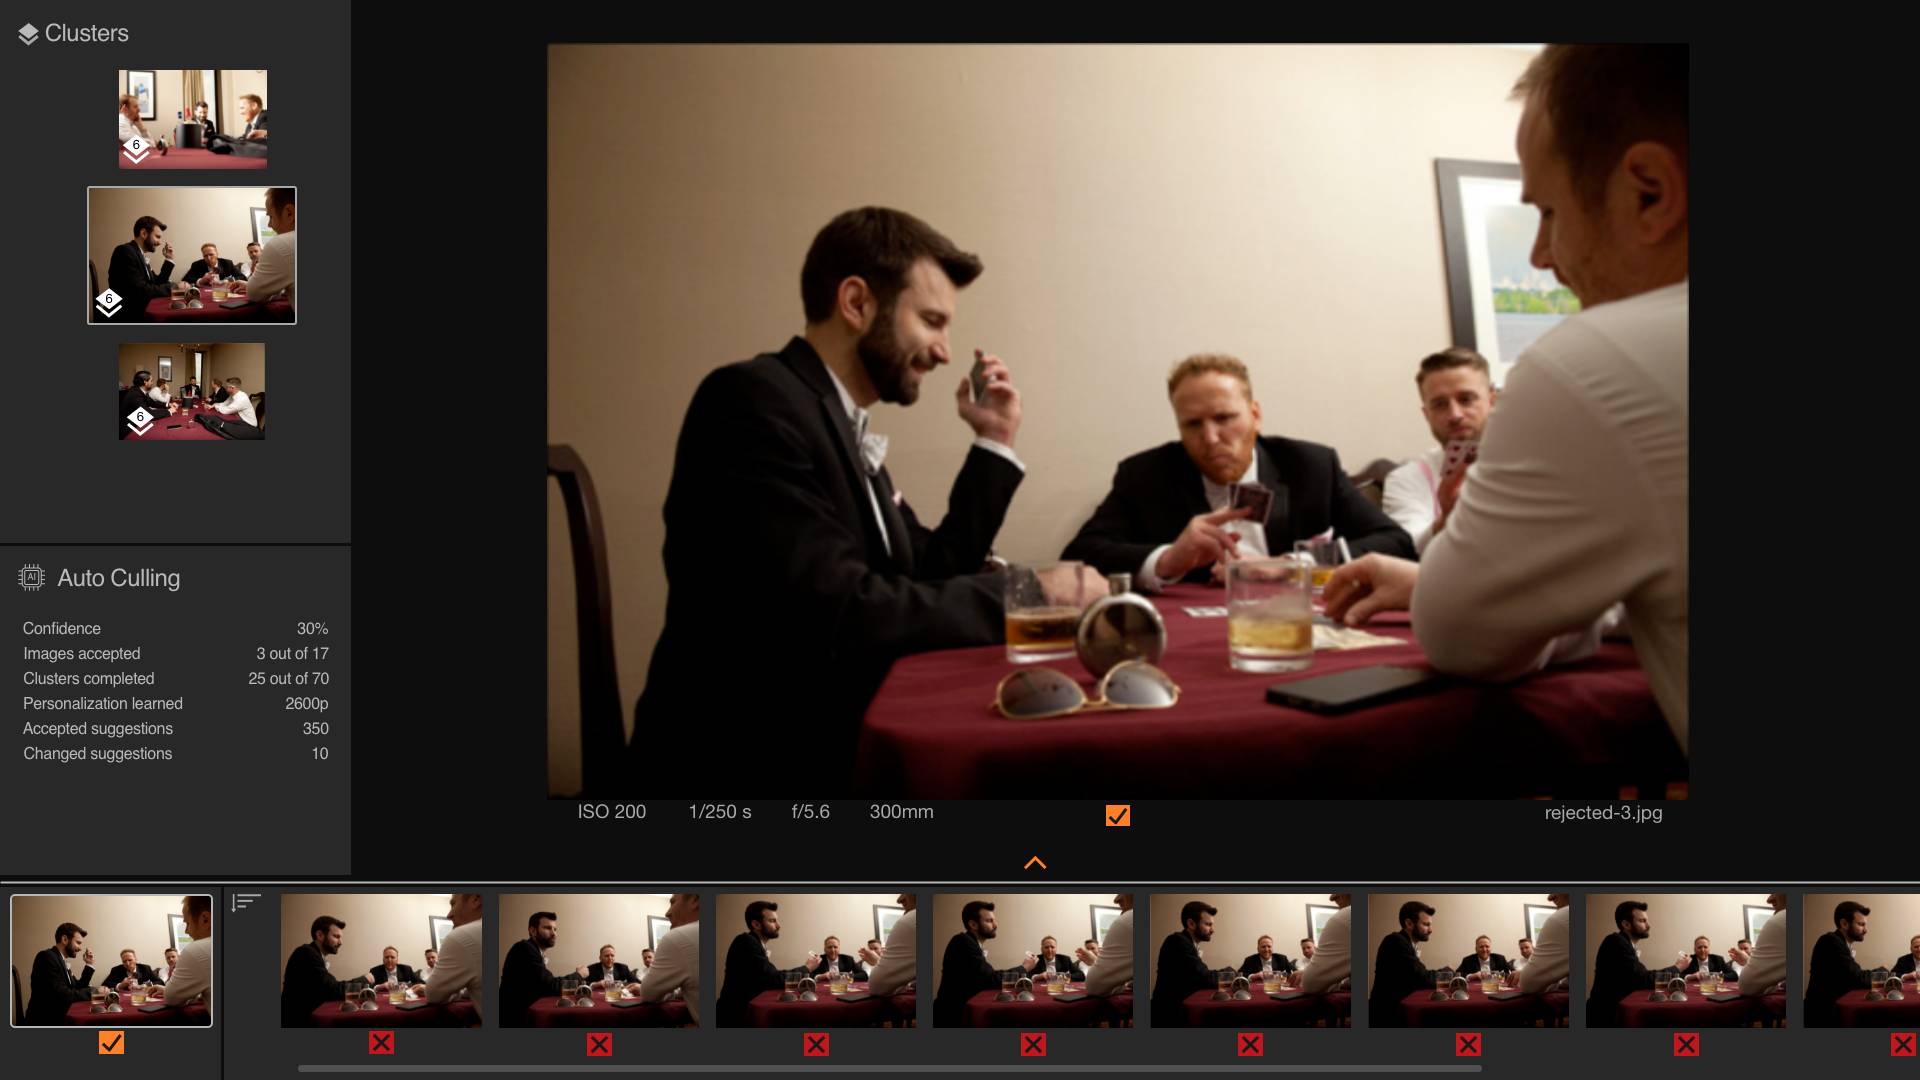 Clusters
6
6
6
AI Auto Culling
Confidence 30%
Images accepted 3 out of 17
Clusters completed 25 out of 70
Personalization learned 2600p
Accepted suggestions 350
Changed suggestions 10
ISO 200 1/250 s f/5.6 300mm rejected-3.jpg